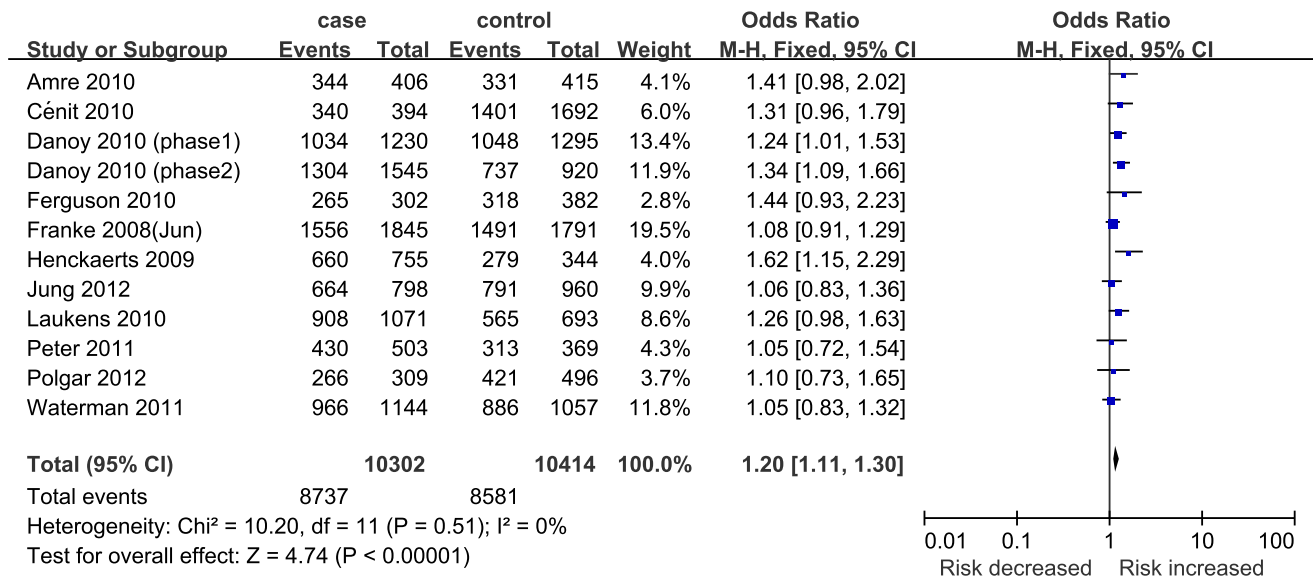 case control Odds Ratio Odds Ratio
Study or Subgroup Events Total Events Total Weight M-H, Fixed, 95% CI M-H, Fixed, 95% CI
Amre 2010 344 406 331 415 4.1% 1.41 [0.98, 2.02]
Cénit 2010 340 394 1401 1692 6.0% 1.31 [0.96, 1.79]
Danoy 2010 (phase1) 1034 1230 1048 1295 13.4% 1.24 [1.01, 1.53]
Danoy 2010 (phase2) 1304 1545 737 920 11.9% 1.34 [1.09, 1.66]
Ferguson 2010 265 302 318 382 2.8% 1.44 [0.93, 2.23]
Franke 2008(Jun) 1556 1845 1491 1791 19.5% 1.08 [0.91, 1.29]
Henckaerts 2009 660 755 279 344 4.0% 1.62 [1.15, 2.29]
Jung 2012 664 798 791 960 9.9% 1.06 [0.83, 1.36]
Laukens 2010 908 1071 565 693 8.6% 1.26 [0.98, 1.63]
Peter 2011 430 503 313 369 4.3% 1.05 [0.72, 1.54]
Polgar 2012 266 309 421 496 3.7% 1.10 [0.73, 1.65]
Waterman 2011 966 1144 886 1057 11.8% 1.05 [0.83, 1.32]
Total (95% CI) 10302 10414 100.0% 1.20 [1.11, 1.30]
Total events 8737 8581
Heterogeneity: Chi² = 10.20, df = 11 (P = 0.51); I² = 0%
Test for overall effect: Z = 4.74 (P < 0.00001)
0.01 0.1 1 10 100
Risk decreased Risk increased